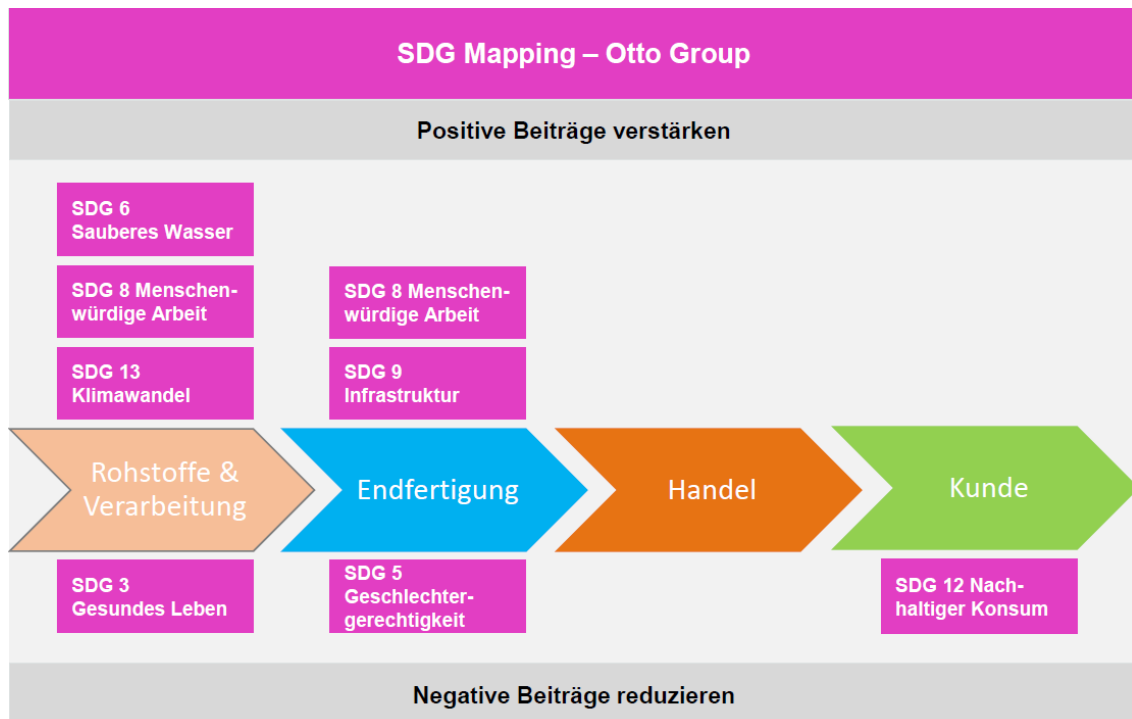 SDG Mapping – Otto Group
Positive Beiträge verstärken
SDG 6
Sauberes Wasser
SDG 8 Menschen-
würdige Arbeit
SDG 13
Klimawandel
SDG 8 Menschen-
würdige Arbeit
SDG 9
Infrastruktur
Rohstoffe &
Verarbeitung
Endfertigung
Handel
Kunde
SDG 3
Gesundes Leben
SDG 5
Geschlechter-
gerechtigkeit
SDG 12 Nach-
haltiger Konsum
Negative Beiträge reduzieren